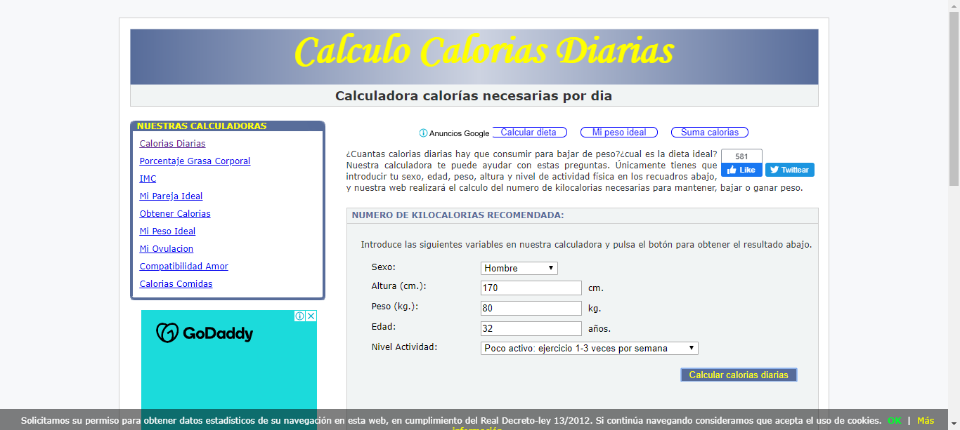 Calculo Calorias Diarias
Calculadora calorías necesarias por dia
NUESTRAS CALCULADORAS
Calorias Diarias
Porcentaje Grasa Corporal
IMC
Mi Pareja Ideal
Obtener Calorias
Mi Peso Ideal
Mi Ovulacion
Compatibilidad Amor
Calorias Comidas
GoDaddy
Anuncios Google Calcular dieta Mi peso ideal Suma calorias
¿Cuantas calorias diarias hay que consumir para bajar de peso?¿cual es la dieta ideal?
Nuestra calculadora te puede ayudar con estas preguntas. Únicamente tienes que
introducir tu sexo, edad, peso, altura y nivel de actividad física en los recuadros abajo,
y nuestra web realizará el calculo del numero de kilocalorias necesarias para mantener, bajar o ganar peso.
581
Like Twittear
NUMERO DE KILOCALORIAS RECOMENDADA:
Introduce las siguientes variables en nuestra calculadora y pulsa el botón para obtener el resultado abajo.
Sexo: Hombre
Altura (cm.): 170 cm.
Peso (kg.): 80 kg.
Edad: 32 años.
Nivel Actividad: Poco activo: ejercicio 1-3 veces por semana
Calcular calorias diarias
Solicitamos su permiso para obtener datos estadísticos de su navegación en esta web, en cumplimiento del Real Decreto-ley 13/2012. Si continúa navegando consideramos que acepta el uso de cookies. OK | Más
información